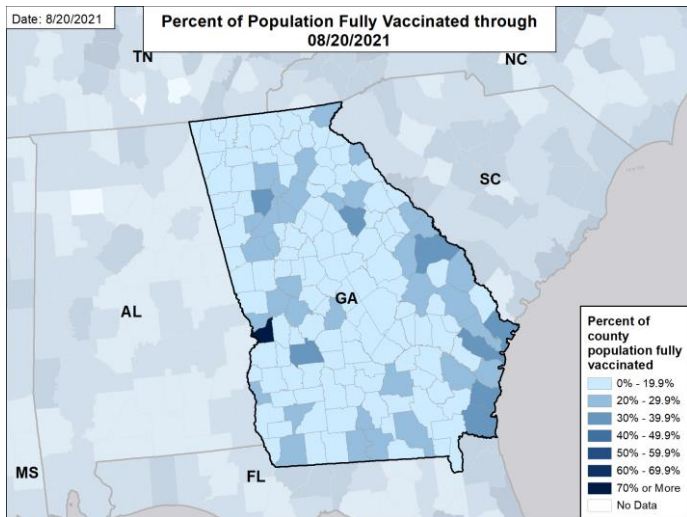 Date: 8/20/2021
Percent of Population Fully Vaccinated through
08/20/2021
TN
NC
SC
AL
GA
MS
FL
Percent of
county
population fully
vaccinated
0% - 19.9%
20% - 29.9%
30% - 39.9%
40% - 49.9%
50% - 59.9%
60% - 69.9%
70% or More
No Data